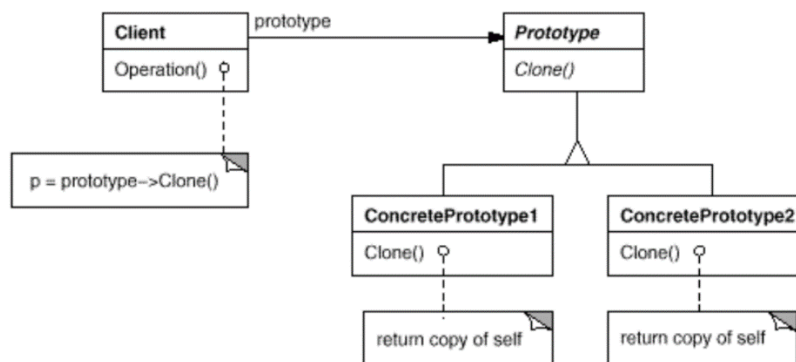 Client
Operation()
prototype
Prototype
Clone()
p = prototype->Clone()
ConcretePrototype1
Clone()
ConcretePrototype2
Clone()
return copy of self
return copy of self